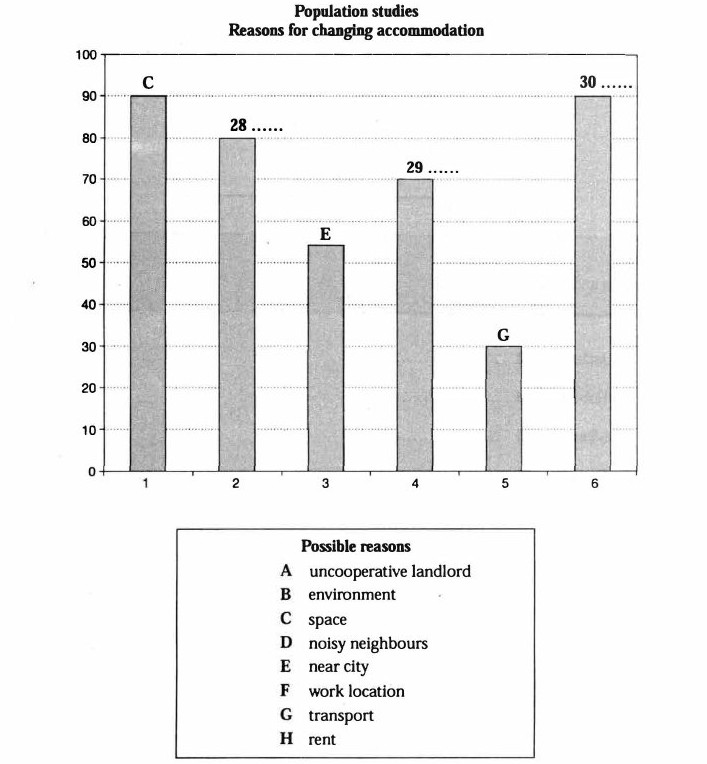 Population studies
Reasons for changing accommodation
100
90
80
70
60
50
40
30
20
10
0
C
28 ......
E
29 ......
G
30 ......
1 2 3 4 5 6
Possible reasons
A uncooperative landlord
B environment
C space
D noisy neighbours
E near city
F work location
G transport
H rent